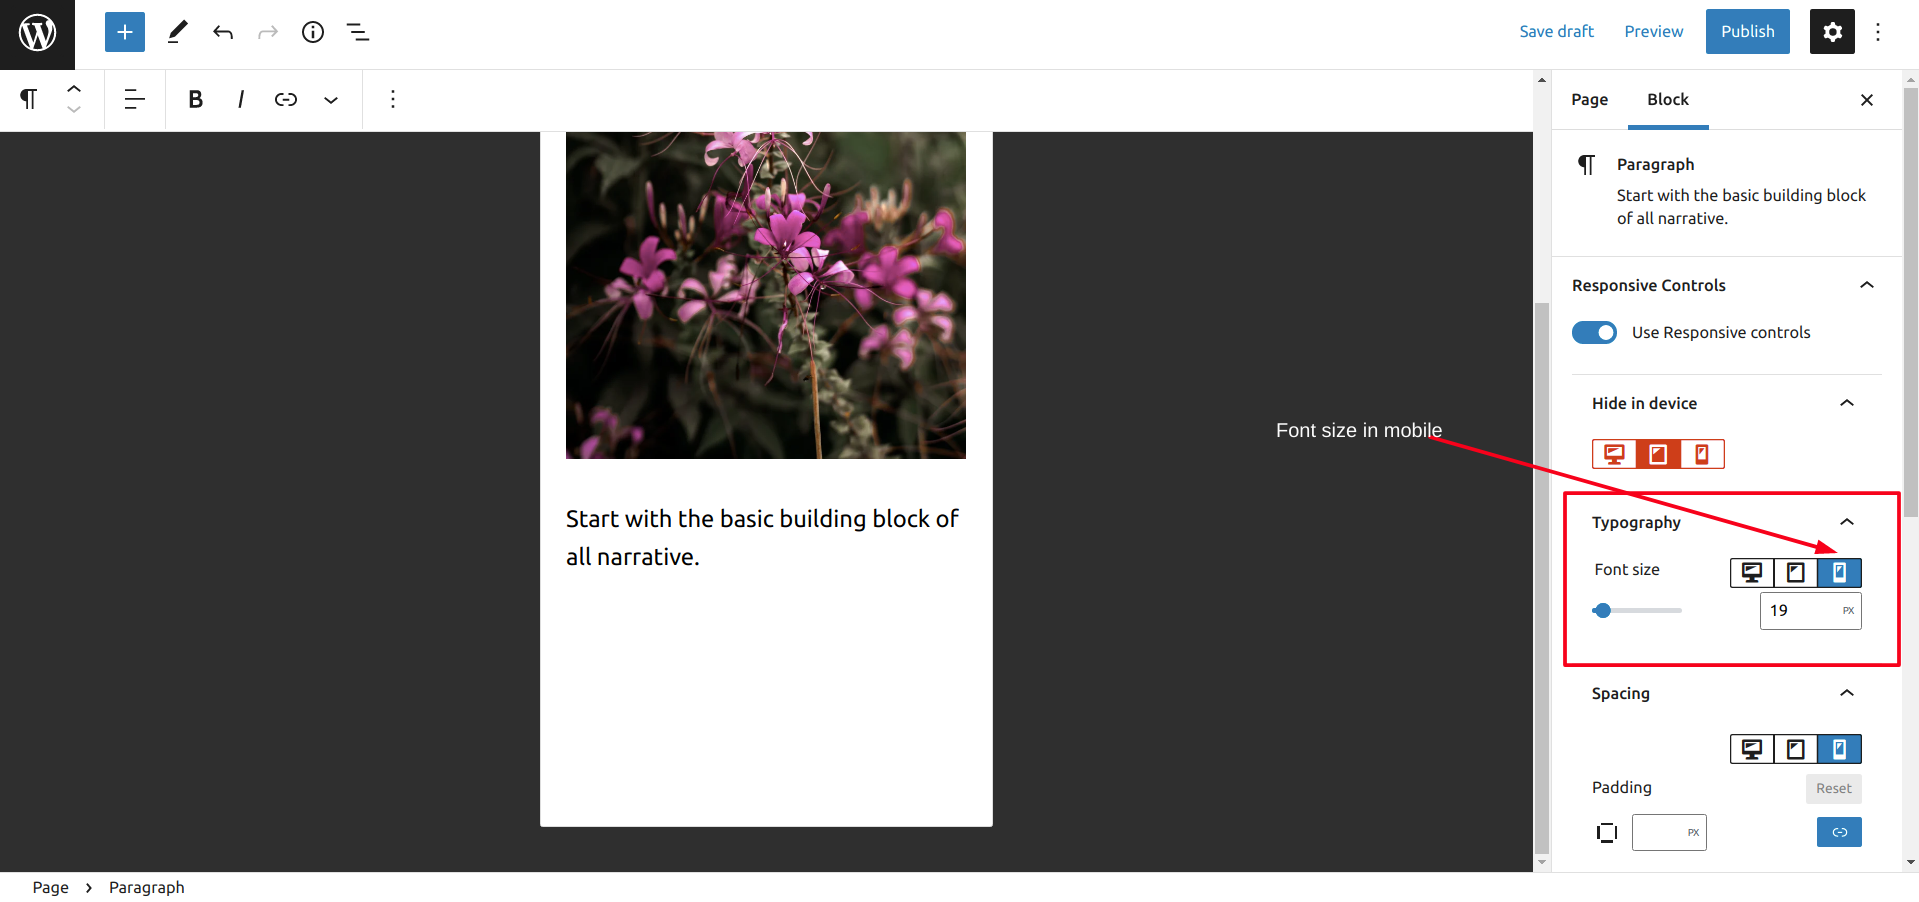 Save draft
Preview
Publish
B
I
Page
Block
Paragraph
Start with the basic building block
of all narrative.
Responsive Controls
Use Responsive controls
Hide in device
Font size in mobile
Start with the basic building block of
all narrative.
Typography
Font size
19
PX
Spacing
Padding
Reset
PX
Page
Paragraph